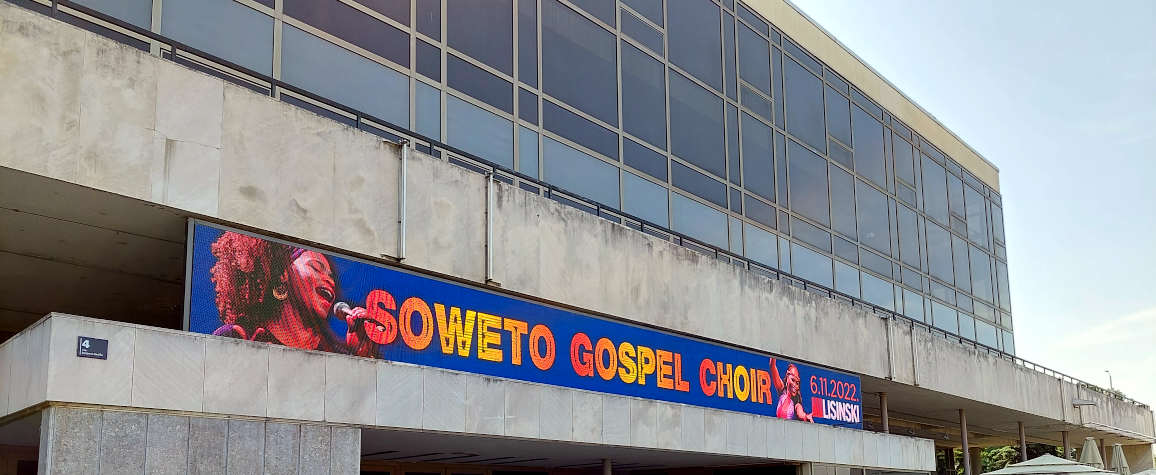 SOWETO GOSPEL CHOIR
6.11.2022.
LISINSKI
4